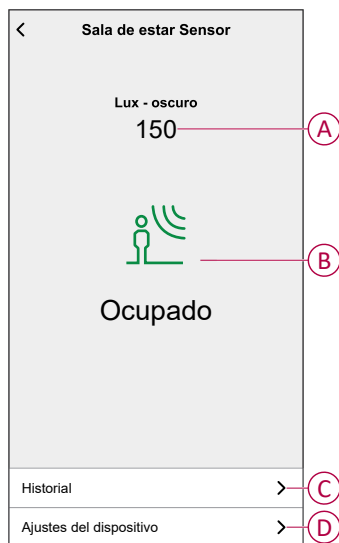 Sala de estar Sensor
Lux - oscuro
150
A
B
Ocupado
Historial
C
Ajustes del dispositivo
D